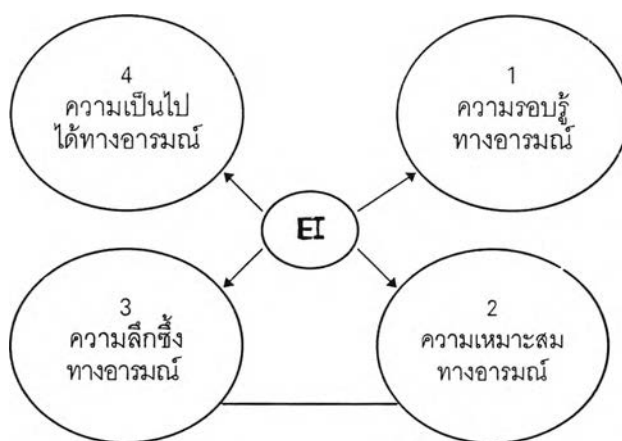 4
ความเป็นไป
ได้ทางอารมณ์
1
ความรอบรู้
ทางอารมณ์
EI
3
ความลึกซึ้ง
ทางอารมณ์
2
ความเหมาะสม
ทางอารมณ์